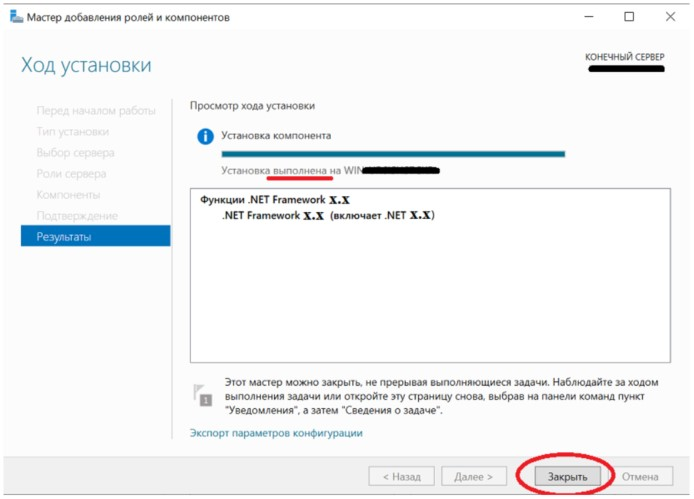 Мастер добавления ролей и компонентов
Ход установки
КОНЕЧНЫЙ СЕРВЕР
Перед началом работы
Тип установки
Выбор сервера
Роли сервера
Компоненты
Подтверждение
Результаты
Просмотр хода установки
Установка компонента
Установка выполнена на WIN
Функции .NET Framework x.x
.NET Framework x.x (включает .NET x.x)
1
Этот мастер можно закрыть, не прерывая выполняющиеся задачи. Наблюдайте за ходом
выполнения задачи или откройте эту страницу снова, выбрав на панели команд пункт
"Уведомления", а затем "Сведения о задаче".
Экспорт параметров конфигурации
< Назад
Далее >
Закрыть
Отмена